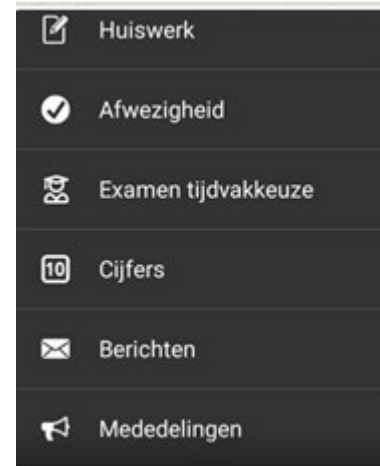 Huiswerk
Afwezigheid
Examen tijdvakkeuze
10 Cijfers
Berichten
Mededelingen